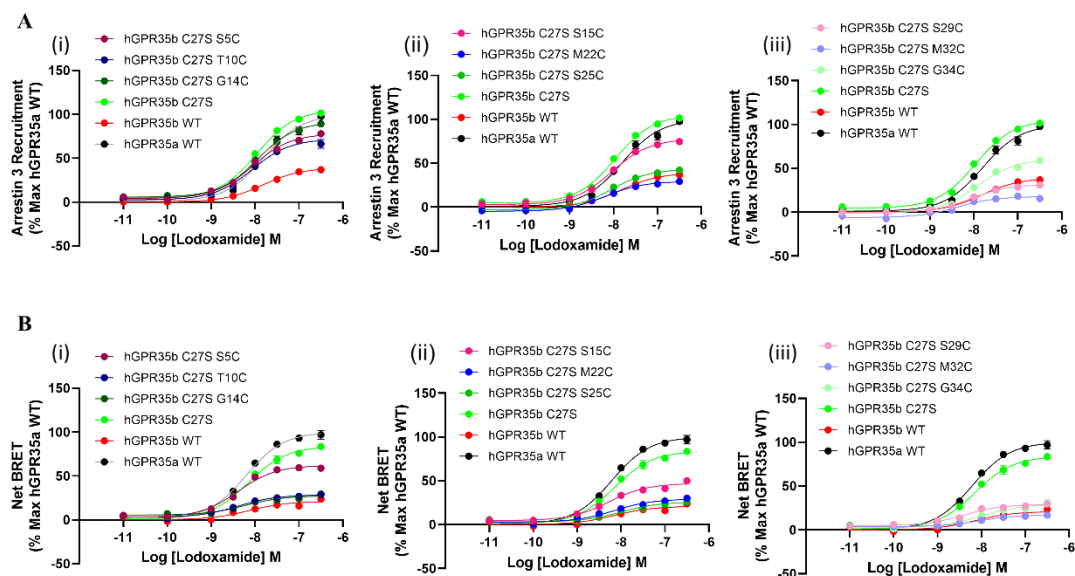 A
(i)
hGPR35b C27S S5C
hGPR35b C27S T10C
hGPR35b C27S G14C
hGPR35b C27S
hGPR35b WT
hGPR35a WT
Arrestin 3 Recruitment
(% Max hGPR35a WT)
150
100
50
0
-50
-11 -10 -9 -8 -7 -6
Log [Lodoxamide] M
(ii)
hGPR35b C27S S15C
hGPR35b C27S M22C
hGPR35b C27S S25C
hGPR35b C27S
hGPR35b WT
hGPR35a WT
Arrestin 3 Recruitment
(% Max hGPR35a WT)
150
100
50
0
-50
-11 -10 -9 -8 -7 -6
Log [Lodoxamide] M
(iii)
hGPR35b C27S S29C
hGPR35b C27S M32C
hGPR35b C27S G34C
hGPR35b C27S
hGPR35b WT
hGPR35a WT
Arrestin 3 Recruitment
(% Max hGPR35a WT)
150
100
50
0
-50
-11 -10 -9 -8 -7 -6
Log [Lodoxamide] M
B
(i)
hGPR35b C27S S5C
hGPR35b C27S T10C
hGPR35b C27S G14C
hGPR35b C27S
hGPR35b WT
hGPR35a WT
Net BRET
(% Max hGPR35a WT)
150
100
50
0
-50
-11 -10 -9 -8 -7 -6
Log [Lodoxamide] M
(ii)
hGPR35b C27S S15C
hGPR35b C27S M22C
hGPR35b C27S S25C
hGPR35b C27S
hGPR35b WT
hGPR35a WT
Net BRET
(% Max hGPR35a WT)
150
100
50
0
-50
-11 -10 -9 -8 -7 -6
Log [Lodoxamide] M
(iii)
hGPR35b C27S S29C
hGPR35b C27S M32C
hGPR35b C27S G34C
hGPR35b C27S
hGPR35b WT
hGPR35a WT
Net BRET
(% Max hGPR35a WT)
150
100
50
0
-50
-11 -10 -9 -8 -7 -6
Log [Lodoxamide] M